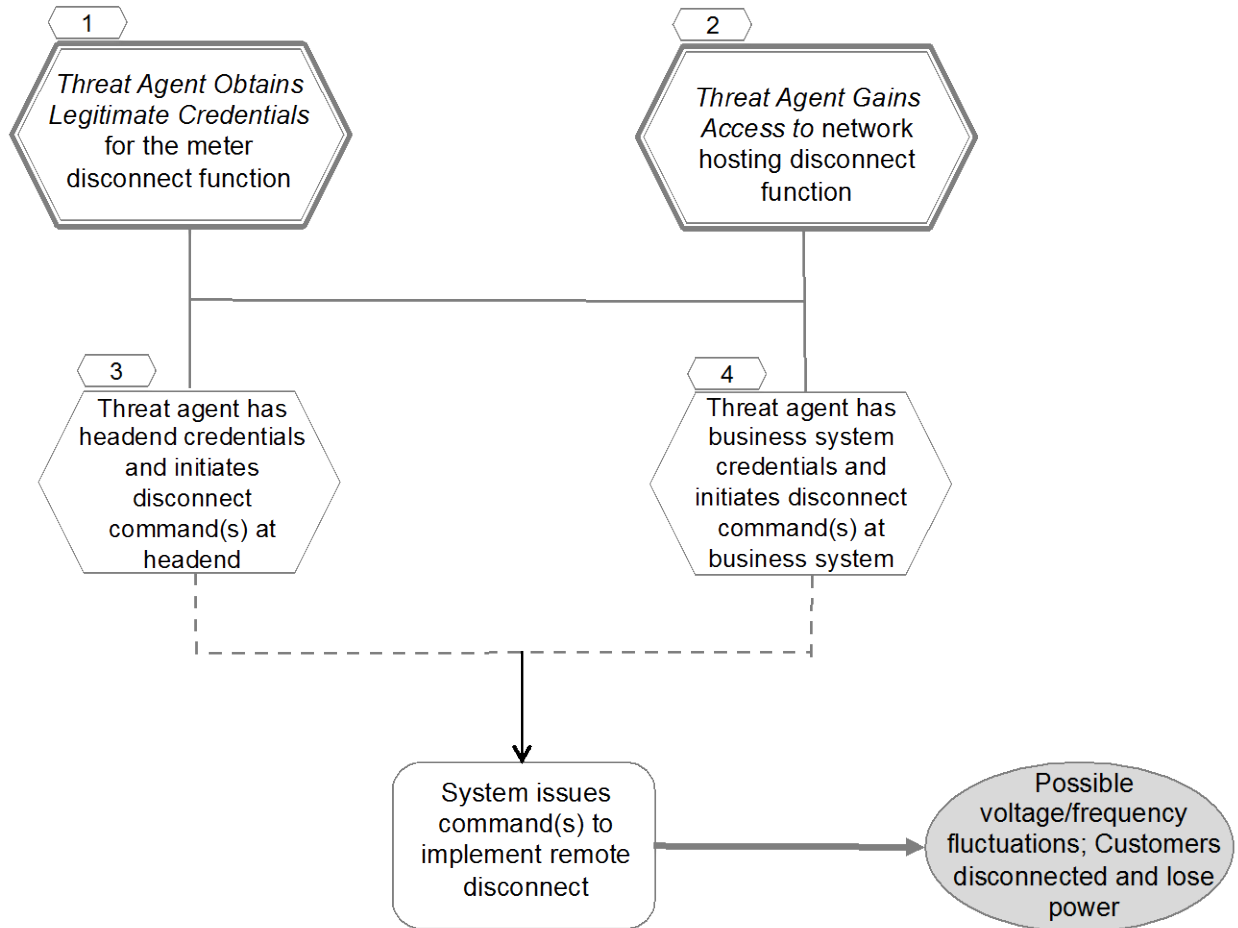 1
Threat Agent Obtains
Legitimate Credentials
for the meter
disconnect function
2
Threat Agent Gains
Access to network
hosting disconnect
function
3
Threat agent has
headend credentials
and initiates
disconnect
command(s) at
headend
4
Threat agent has
business system
credentials and
initiates disconnect
command(s) at
business system
System issues
command(s) to
implement remote
disconnect
Possible
voltage/frequency
fluctuations; Customers
disconnected and lose
power